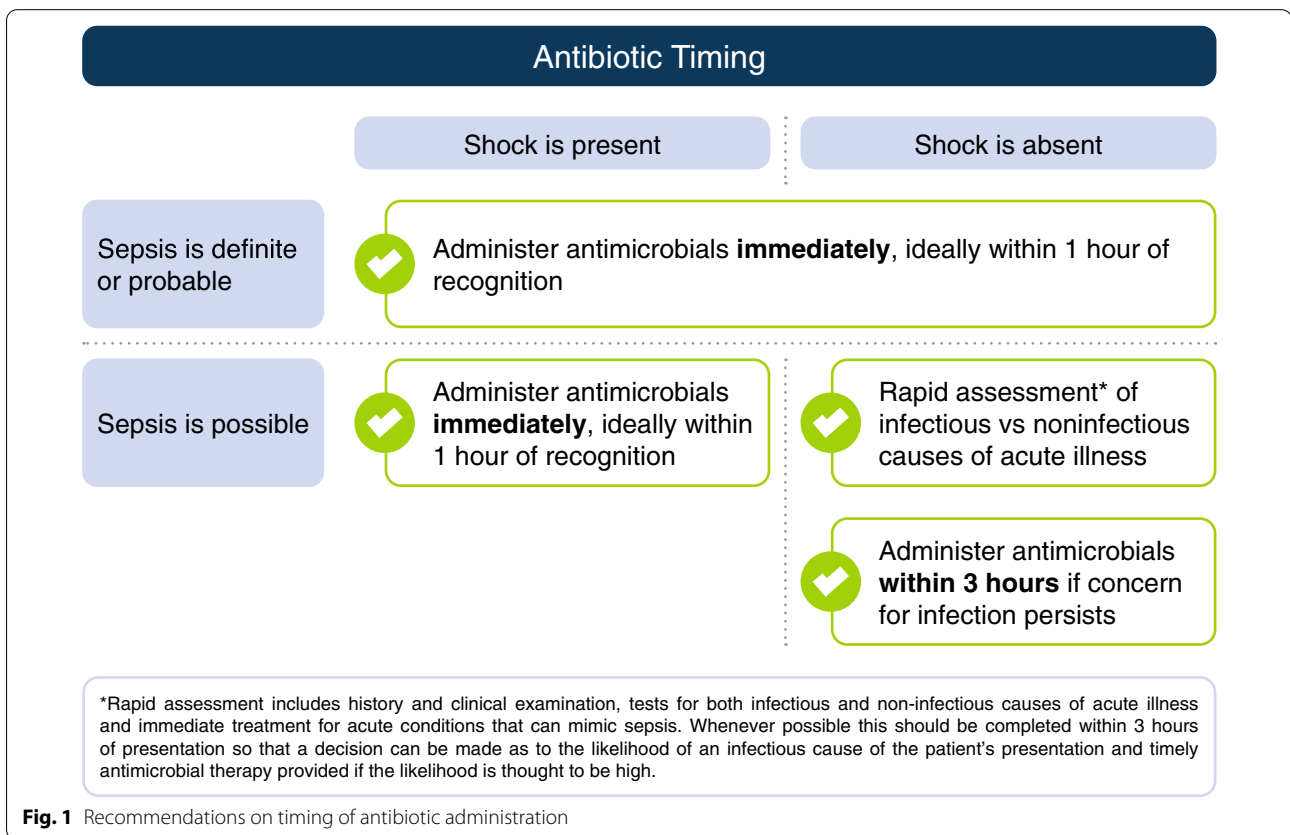 Antibiotic Timing
Shock is present
Shock is absent
Sepsis is definite
or probable
Administer antimicrobials immediately, ideally within 1 hour of
recognition
Sepsis is possible
Administer antimicrobials
immediately, ideally within
1 hour of recognition
Rapid assessment* of
infectious vs noninfectious
causes of acute illness
Administer antimicrobials
within 3 hours if concern
for infection persists
*Rapid assessment includes history and clinical examination, tests for both infectious and non-infectious causes of acute illness
and immediate treatment for acute conditions that can mimic sepsis. Whenever possible this should be completed within 3 hours
of presentation so that a decision can be made as to the likelihood of an infectious cause of the patient's presentation and timely
antimicrobial therapy provided if the likelihood is thought to be high.
Fig. 1 Recommendations on timing of antibiotic administration